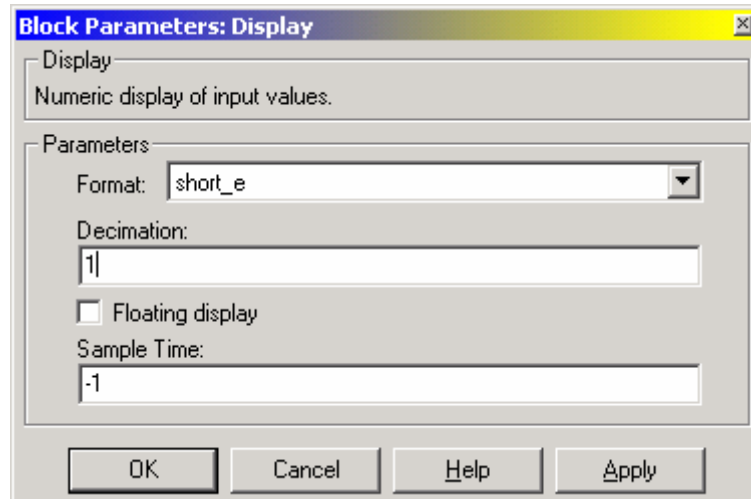 Block Parameters: Display
Display
Numeric display of input values.
Parameters
Format: short_e
Decimation:
1
Floating display
Sample Time:
-1
OK Cancel Help Apply